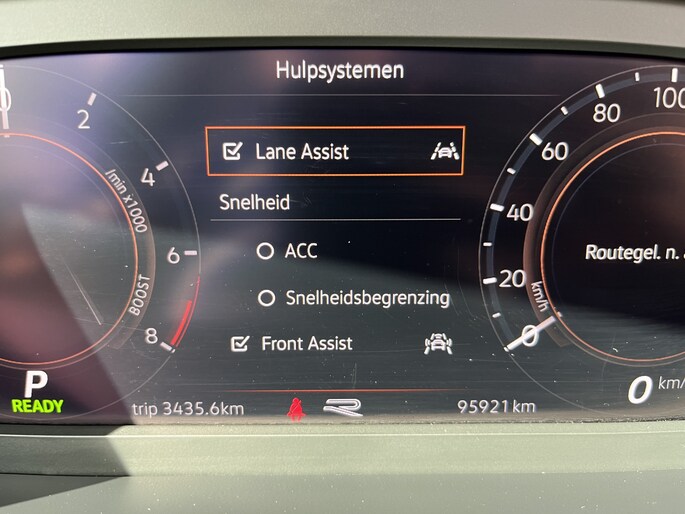 Hulpsystemen
Lane Assist
Snelheid
ACC
Snelheidsbegrenzing
Front Assist
0
2
4
6
8
/min x1000
BOOST
0
20
40
60
80
100
km/h
Routegel. n.
P
READY
trip 3435.6km
R
95921 km
0 km/